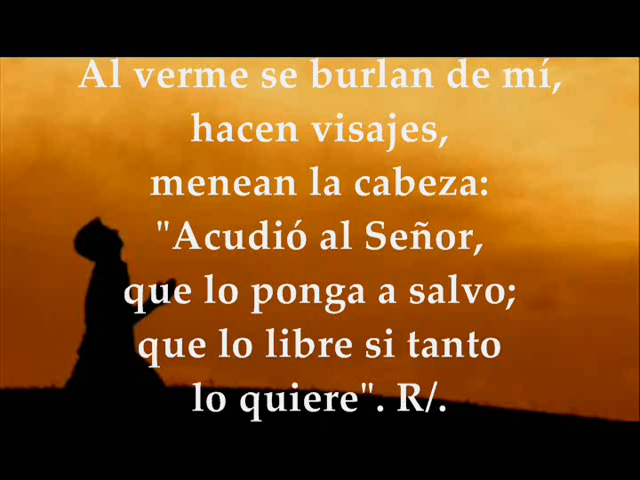 Al verme se burlan de mí,
hacen visajes,
menean la cabeza:
"Acudió al Señor,
que lo ponga a salvo;
que lo libre si tanto
lo quiere". R/.